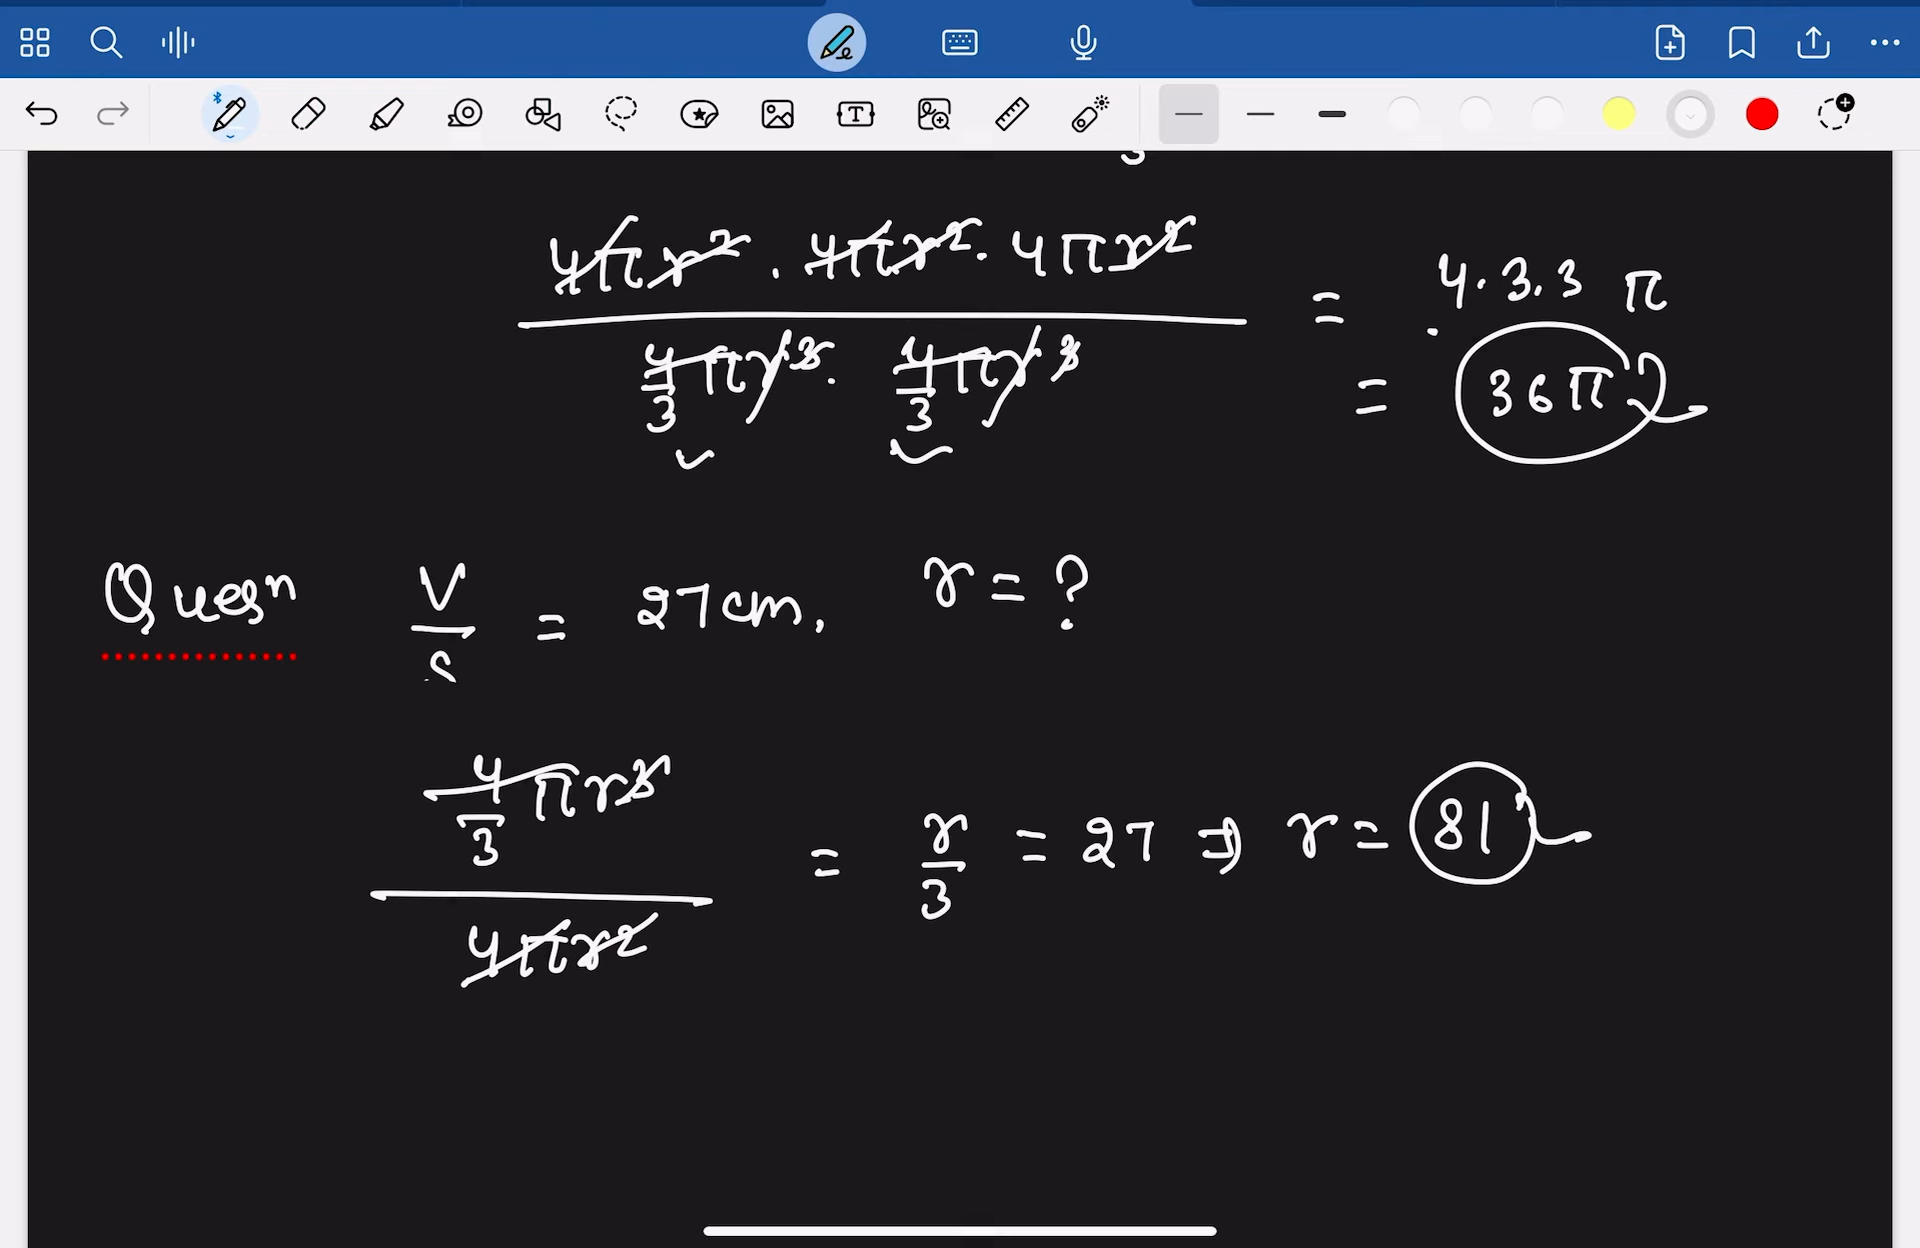 4πr² . 4πr² . 4πr² = 4.3.3 π
4/3 πr³ . 4/3 πr³ = 36π
Quesⁿ V/S = 27cm, r = ?
4/3 πr³ = r/3 = 27 ⇒ r = 81
4πr²